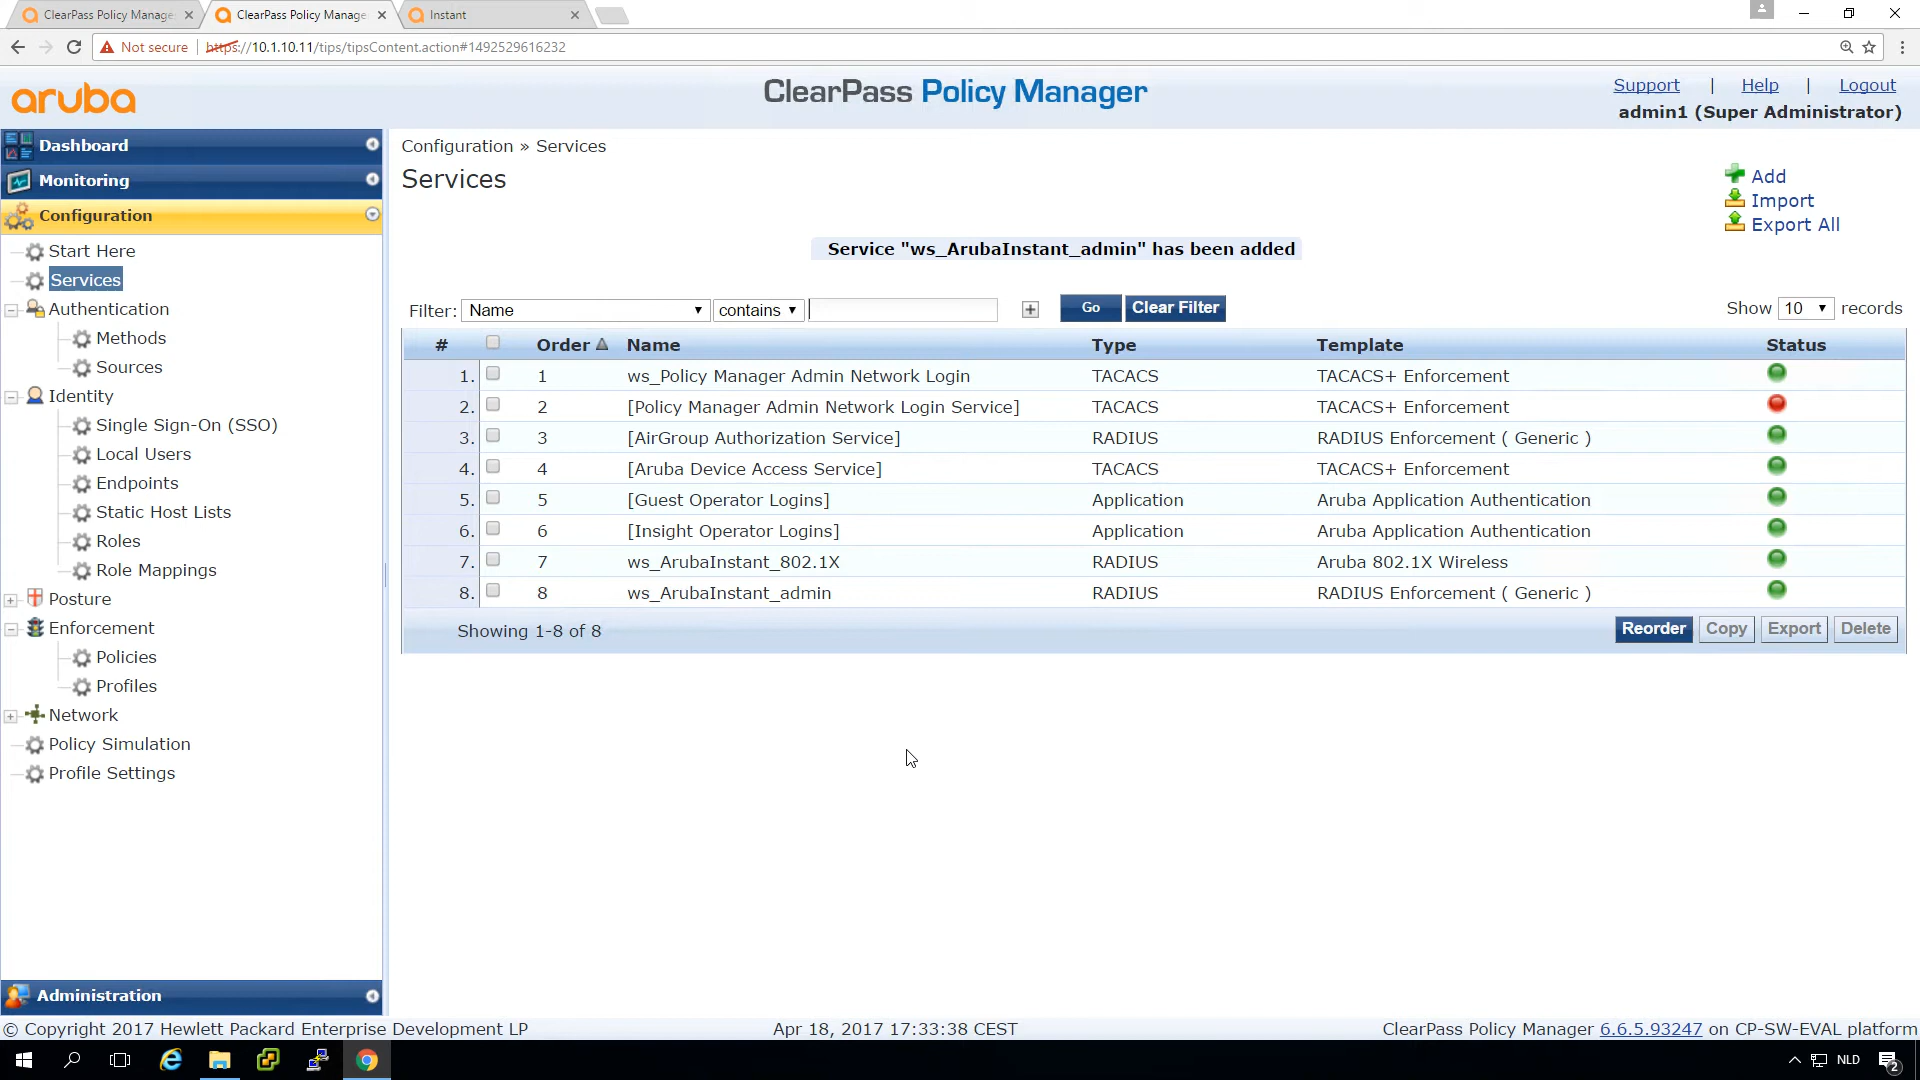 ClearPass Policy Manage
ClearPass Policy Manage
Instant
Not secure
https://10.1.10.11/tips/tipsContent.action#1492529616232
aruba
ClearPass Policy Manager
Support | Help | Logout
admin1 (Super Administrator)
Dashboard
Monitoring
Configuration
Start Here
Services
Authentication
Methods
Sources
Identity
Single Sign-On (SSO)
Local Users
Endpoints
Static Host Lists
Roles
Role Mappings
Posture
Enforcement
Policies
Profiles
Network
Policy Simulation
Profile Settings
Administration
Configuration » Services
Services
Add
Import
Export All
Service "ws_ArubaInstant_admin" has been added
Filter: Name contains + Go Clear Filter Show 10 records
# Order Name Type Template Status
1. 1 ws_Policy Manager Admin Network Login TACACS TACACS+ Enforcement
2. 2 [Policy Manager Admin Network Login Service] TACACS TACACS+ Enforcement
3. 3 [AirGroup Authorization Service] RADIUS RADIUS Enforcement ( Generic )
4. 4 [Aruba Device Access Service] TACACS TACACS+ Enforcement
5. 5 [Guest Operator Logins] Application Aruba Application Authentication
6. 6 [Insight Operator Logins] Application Aruba Application Authentication
7. 7 ws_ArubaInstant_802.1X RADIUS Aruba 802.1X Wireless
8. 8 ws_ArubaInstant_admin RADIUS RADIUS Enforcement ( Generic )
Showing 1-8 of 8 Reorder Copy Export Delete
© Copyright 2017 Hewlett Packard Enterprise Development LP Apr 18, 2017 17:33:38 CEST ClearPass Policy Manager 6.6.5.93247 on CP-SW-EVAL platform
NLD 2